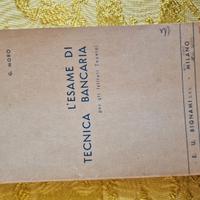 G. MORO
L'ESAME DI
TECNICA BANCARIA
per gli Istituti Tecnici
E. U. BIGNAMI s.r.l. - MILANO